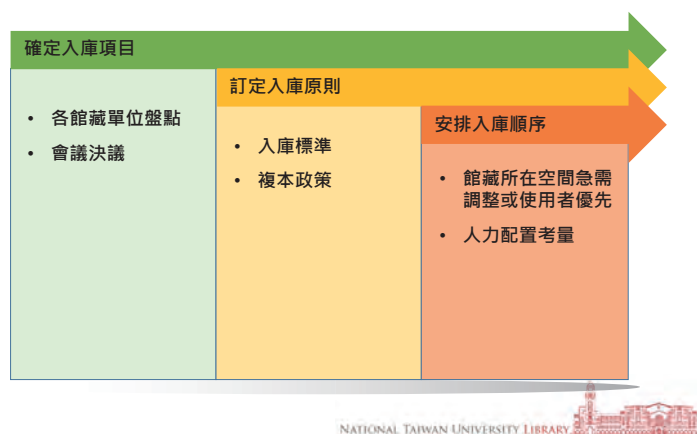 確定入庫項目
• 各館藏單位盤點
• 會議決議
訂定入庫原則
• 入庫標準
• 複本政策
安排入庫順序
• 館藏所在空間急需
調整或使用者優先
• 人力配置考量
NATIONAL TAIWAN UNIVERSITY LIBRARY